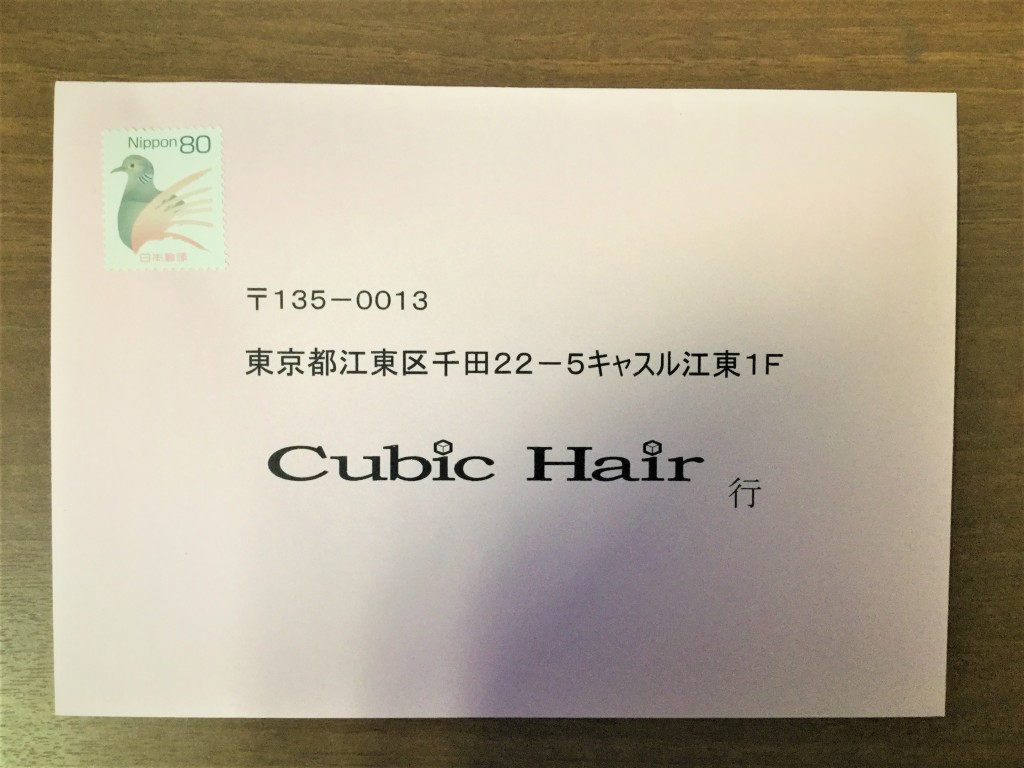 Nippon 80
日本郵便
〒135－0013
東京都江東区千田22－5キャスル江東1F
Cubic Hair 行